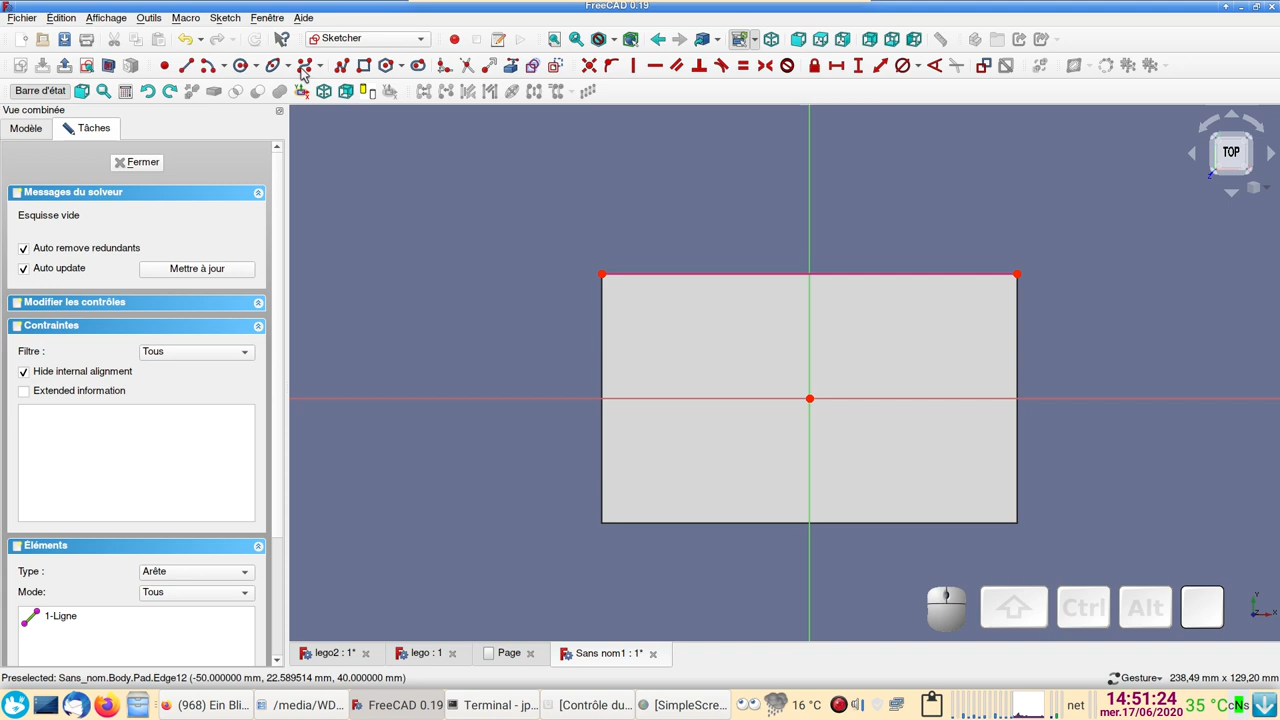 FreeCAD 0.19
Fichier Édition Affichage Outils Macro Sketch Fenêtre Aide
Sketcher
Barre d'état
Vue combinée
Modèle Tâches
Fermer
Messages du solveur
Esquisse vide
Auto remove redundants
Auto update Mettre à jour
Modifier les contrôles
Contraintes
Filtre : Tous
Hide internal alignment
Extended information
Éléments
Type : Arête
Mode: Tous
1-Ligne
TOP
Ctrl Alt
Y
X
lego2 : 1* lego : 1 Page Sans nom1 : 1*
Preselected: Sans_nom.Body.Pad.Edge12 (-50.000000 mm, 22.589514 mm, 40.000000 mm) Gesture 238,49 mm x 129,20 mm
(968) Ein Bli... /media/WD... FreeCAD 0.19 Terminal - jp... [Contrôle du... [SimpleScre... 16 °C net 14:51:24 35 °C
mer.17/06/2020